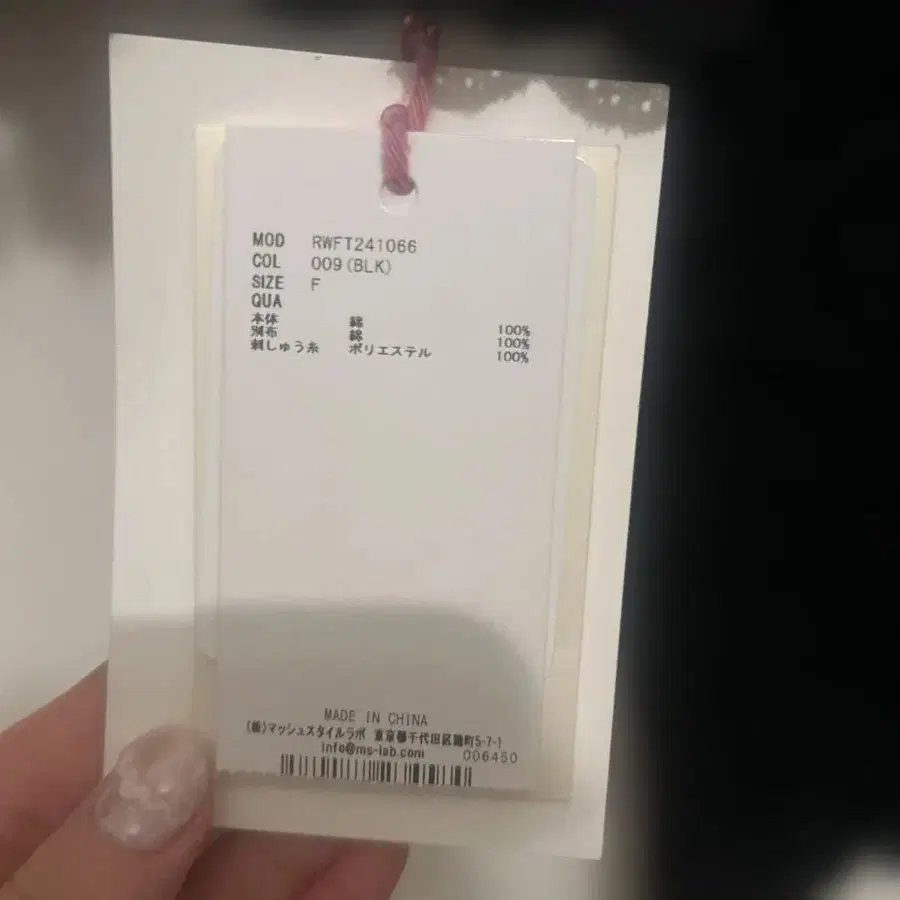 MOD RWFT241066
COL 009(BLK)
SIZE F
QUA
本体 綿 100%
別布 綿 100%
刺しゅう糸 ポリエステル 100%
MADE IN CHINA
(株)マッシュスタイルラボ 東京都千代田区麹町5-7-1
info@ms-lab.com 006450